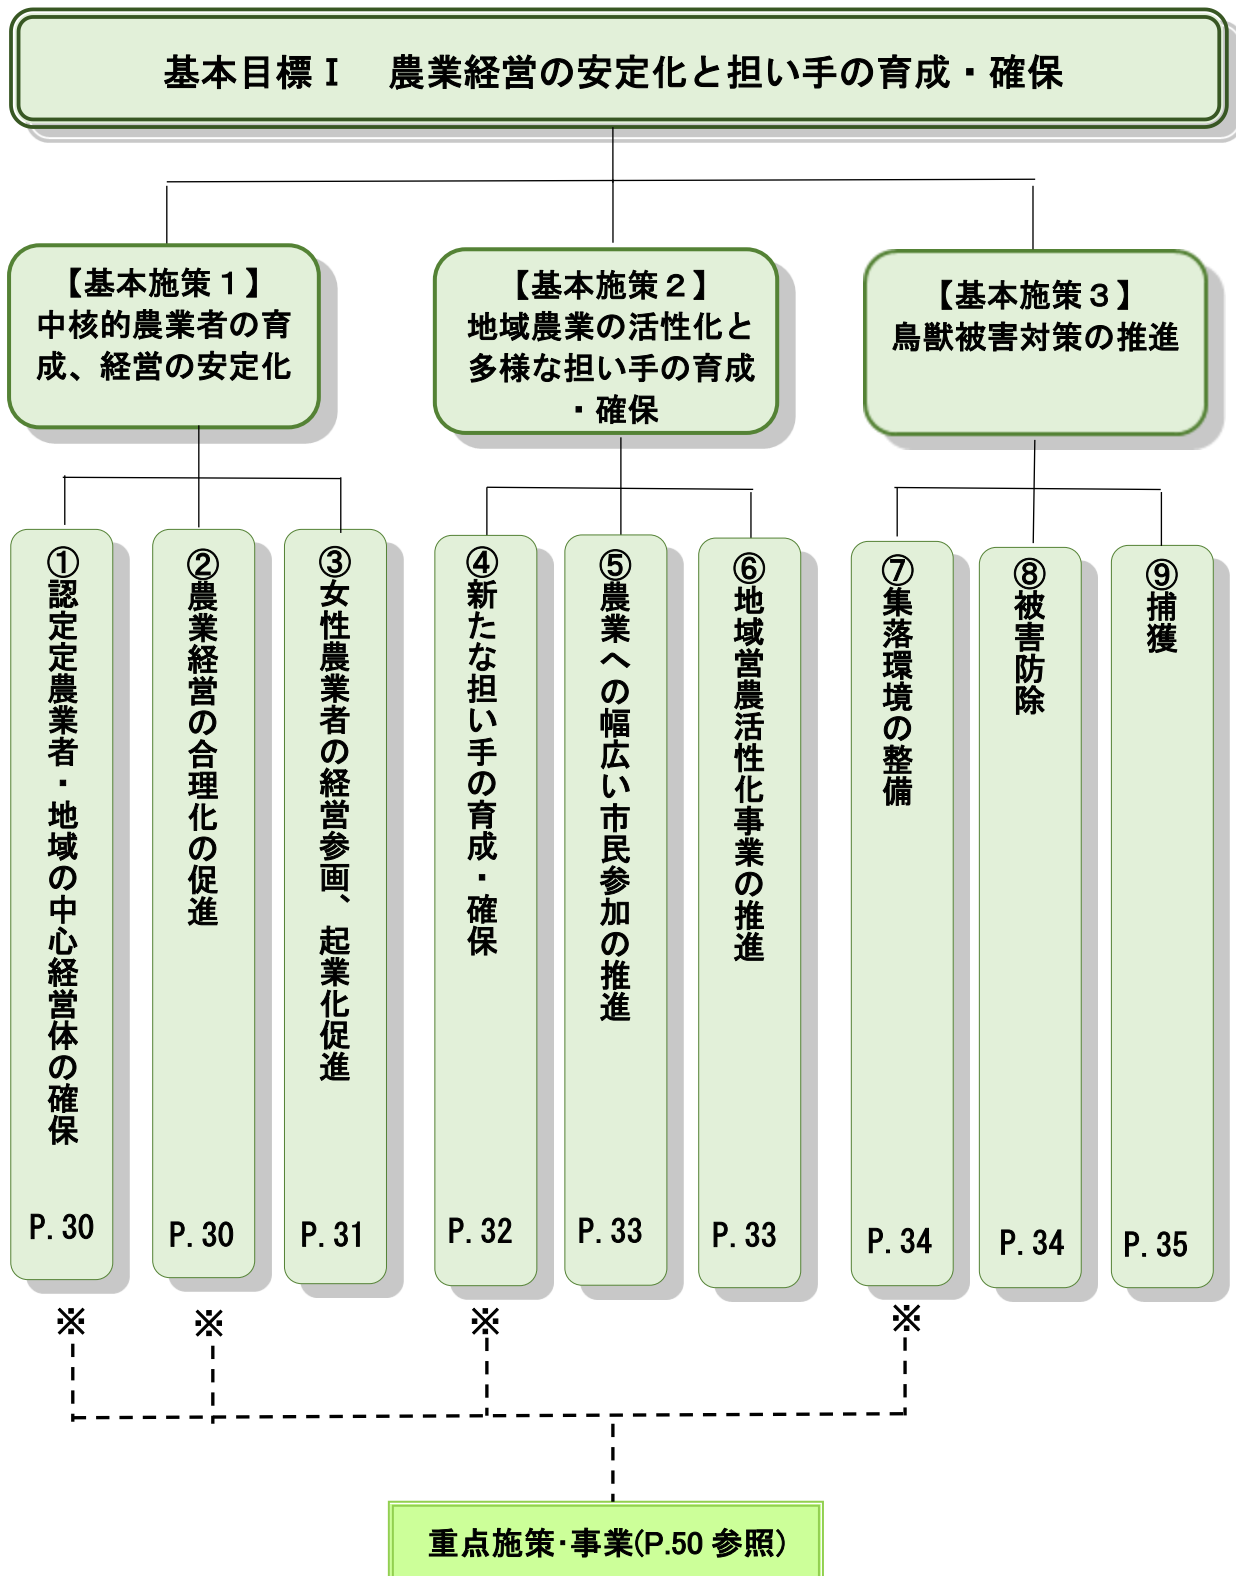 基本目標Ⅰ　農業経営の安定化と担い手の育成・確保
【基本施策１】
中核的農業者の育
成、経営の安定化
【基本施策２】
地域農業の活性化と
多様な担い手の育成
・確保
【基本施策３】
鳥獣被害対策の推進
①認定定農業者・地域の中心経営体の確保
P.30
②農業経営の合理化の促進
P.30
③女性農業者の経営参画、起業化促進
P.31
④新たな担い手の育成・確保
P.32
⑤農業への幅広い市民参加の推進
P.33
⑥地域営農活性化事業の推進
P.33
⑦集落環境の整備
P.34
⑧被害防除
P.34
⑨捕獲
P.35
※
※
※
※
重点施策・事業(P.50 参照)